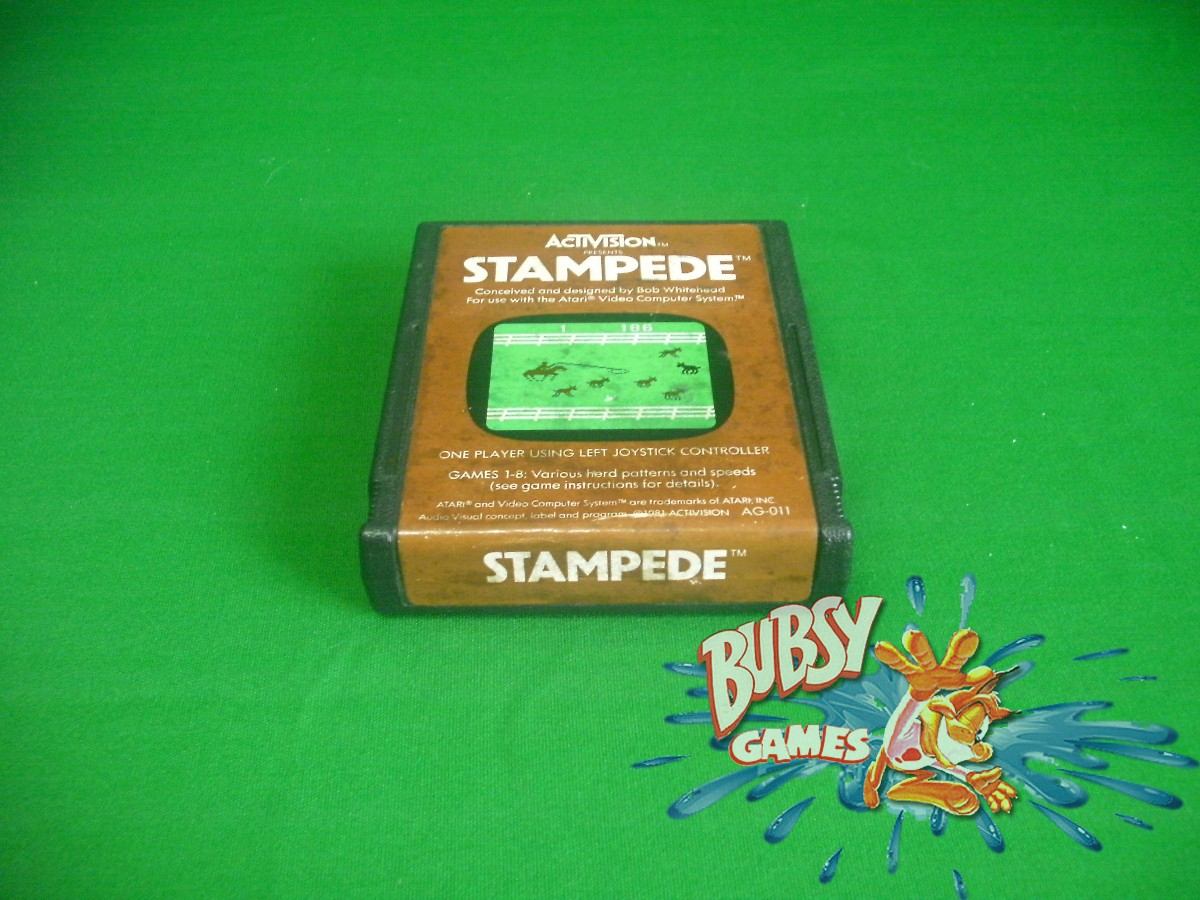 ACTIVISION™
PRESENTS
STAMPEDE™
Conceived and designed by Bob Whitehead
For use with the Atari® Video Computer System™
1 186
ONE PLAYER USING LEFT JOYSTICK CONTROLLER
GAMES 1-8: Various herd patterns and speeds
(see game instructions for details).
ATARI® and Video Computer System™ are trademarks of ATARI, INC.
Audio Visual concept, label and program ©1981 ACTIVISION AG-011
STAMPEDE™
BUBSY
GAMES